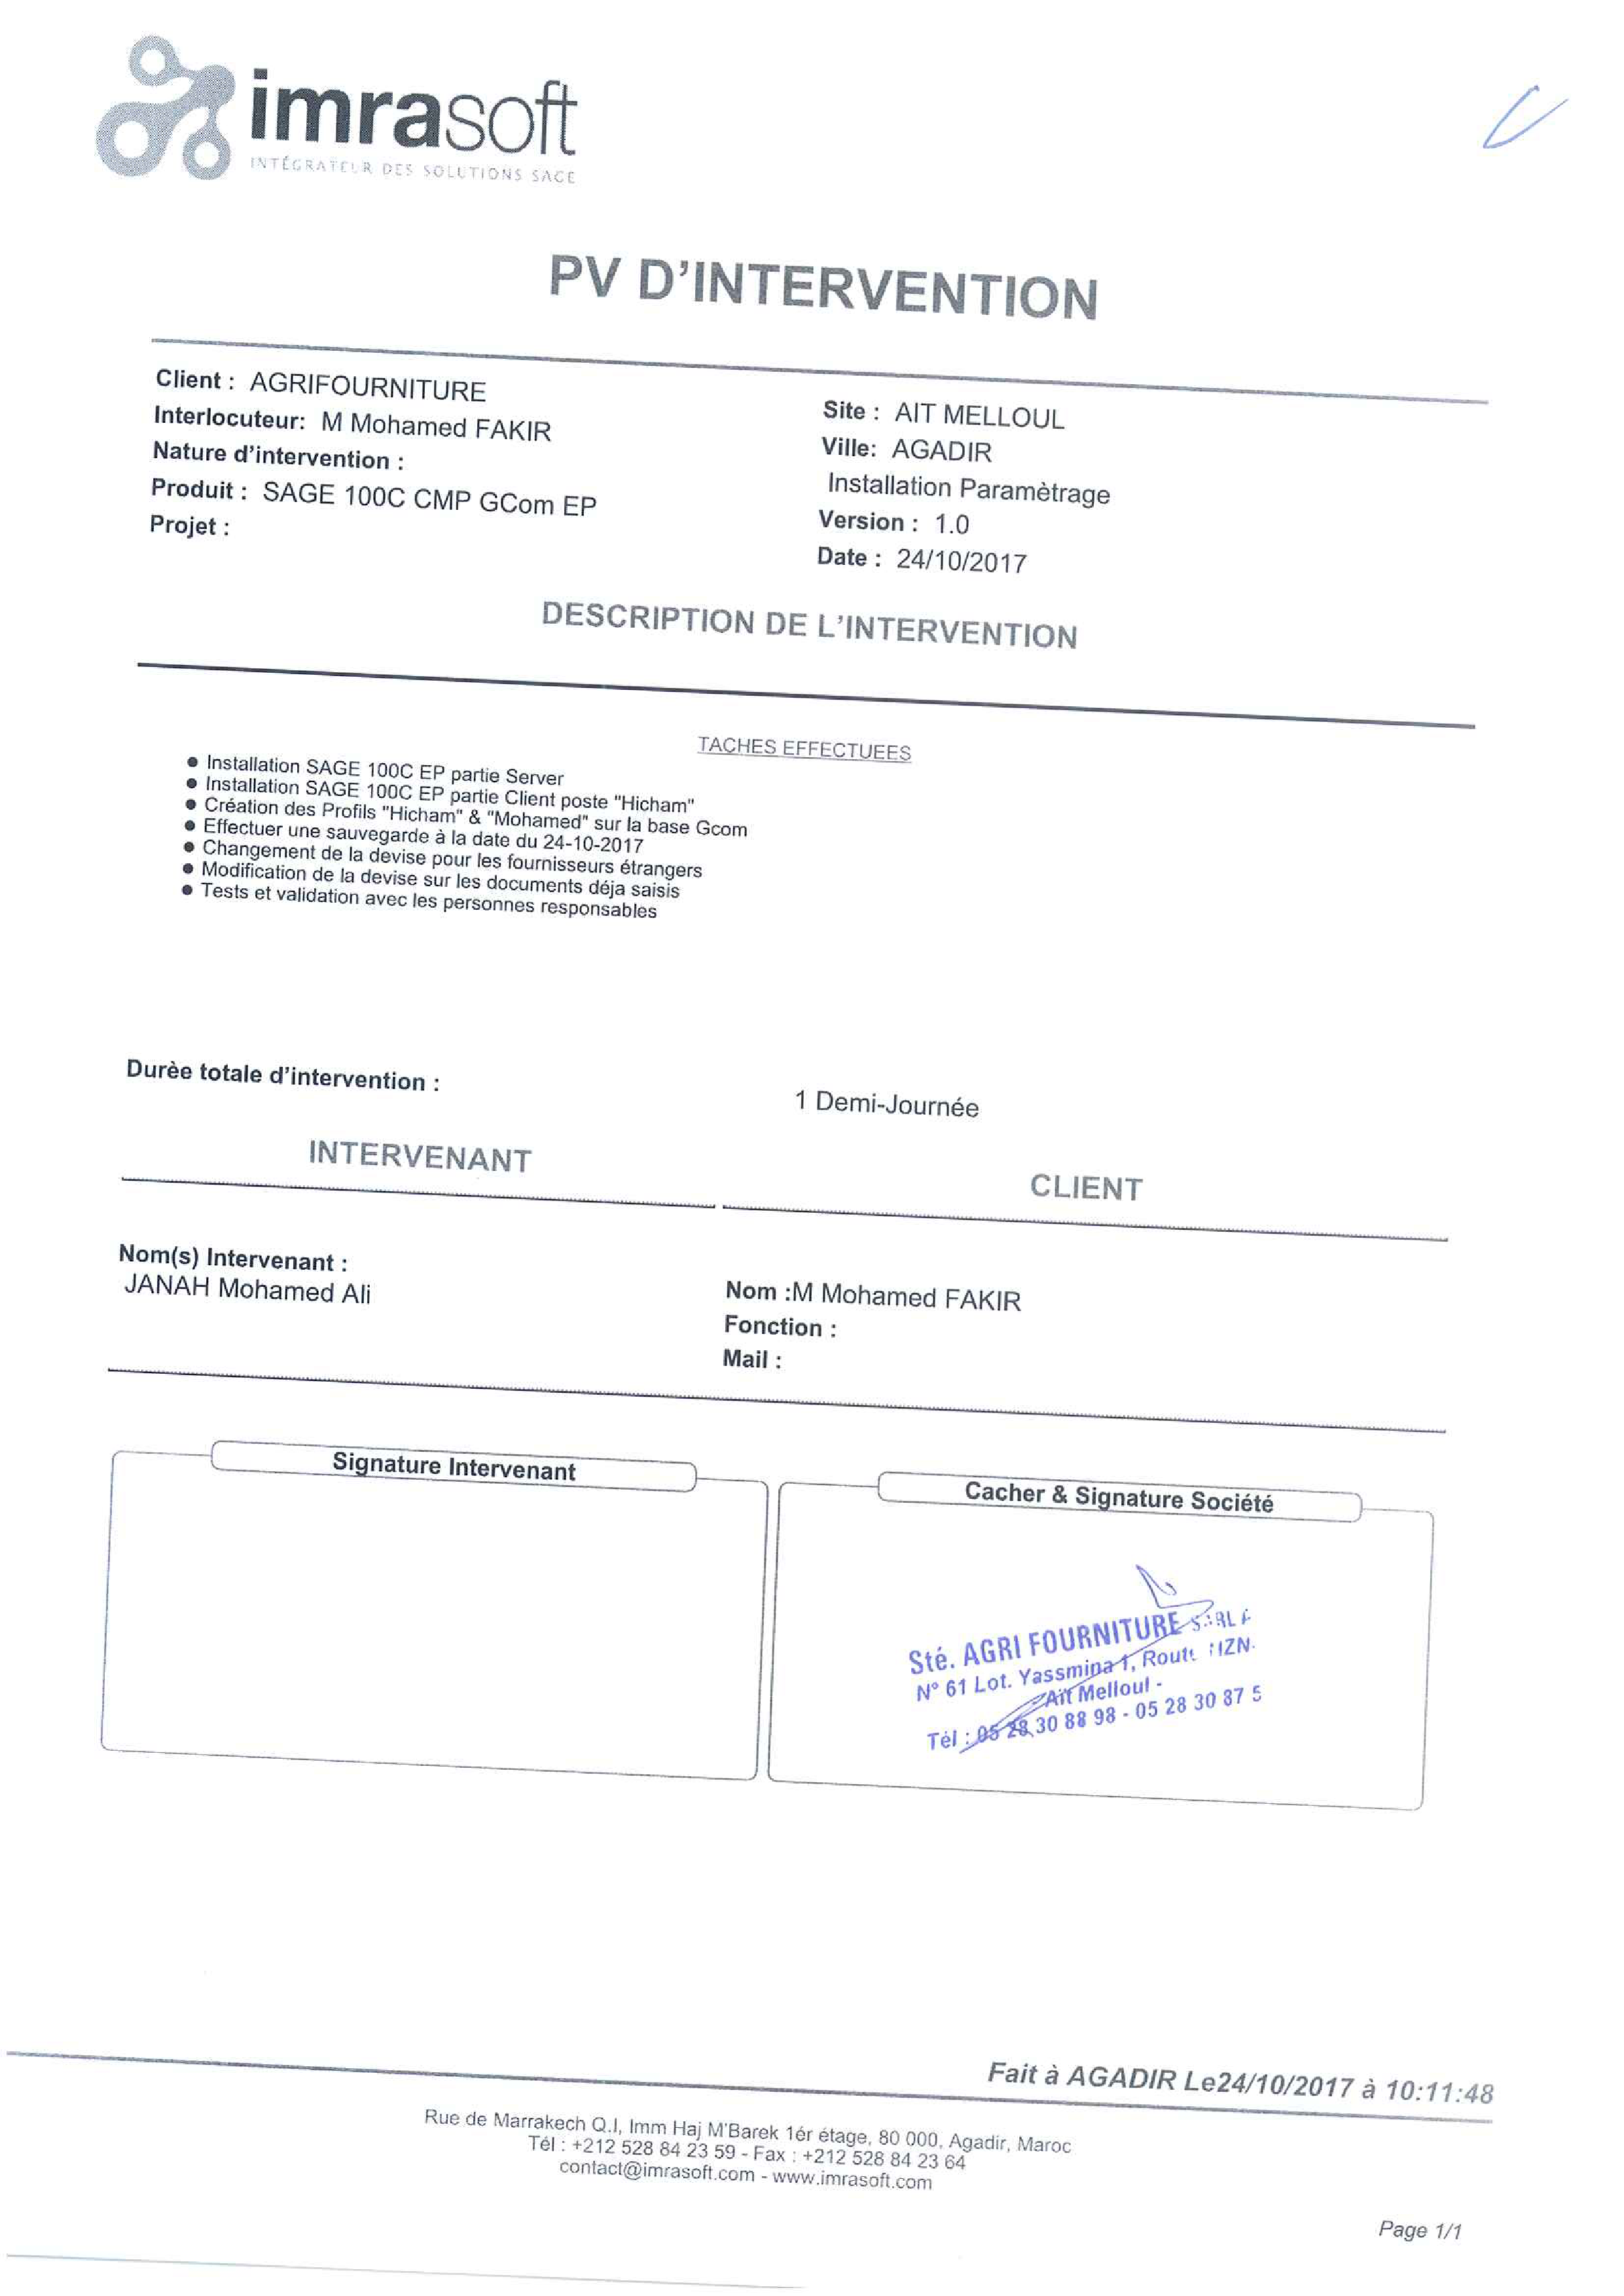 imrasoft
INTÉGRATEUR DES SOLUTIONS SAGE
PV D'INTERVENTION
Client : AGRIFOURNITURE
Interlocuteur: M Mohamed FAKIR
Nature d'intervention :
Produit : SAGE 100C CMP GCom EP
Projet :
Site : AIT MELLOUL
Ville: AGADIR
Installation Paramètrage
Version : 1.0
Date : 24/10/2017
DESCRIPTION DE L'INTERVENTION
TACHES EFFECTUEES
● Installation SAGE 100C EP partie Server
● Installation SAGE 100C EP partie Client poste "Hicham"
● Création des Profils "Hicham" & "Mohamed" sur la base Gcom
● Effectuer une sauvegarde à la date du 24-10-2017
● Changement de la devise pour les fournisseurs étrangers
● Modification de la devise sur les documents déja saisis
● Tests et validation avec les personnes responsables
Durèe totale d'intervention :
1 Demi-Journée
INTERVENANT
CLIENT
Nom(s) Intervenant :
JANAH Mohamed Ali
Nom :M Mohamed FAKIR
Fonction :
Mail :
Signature Intervenant
Cacher & Signature Société
Sté. AGRI FOURNITURE
N° 61 Lot. Yassmina 1,
Ait Melloul -
Tél : 05 28 30 88 98 - 05 28 30 87 5
Fait à AGADIR Le24/10/2017 à 10:11:48
Rue de Marrakech Q.I, Imm Haj M'Barek 1ér étage, 80 000, Agadir, Maroc
Tél : +212 528 84 23 59 - Fax : +212 528 84 23 64
contact@imrasoft.com - www.imrasoft.com
Page 1/1